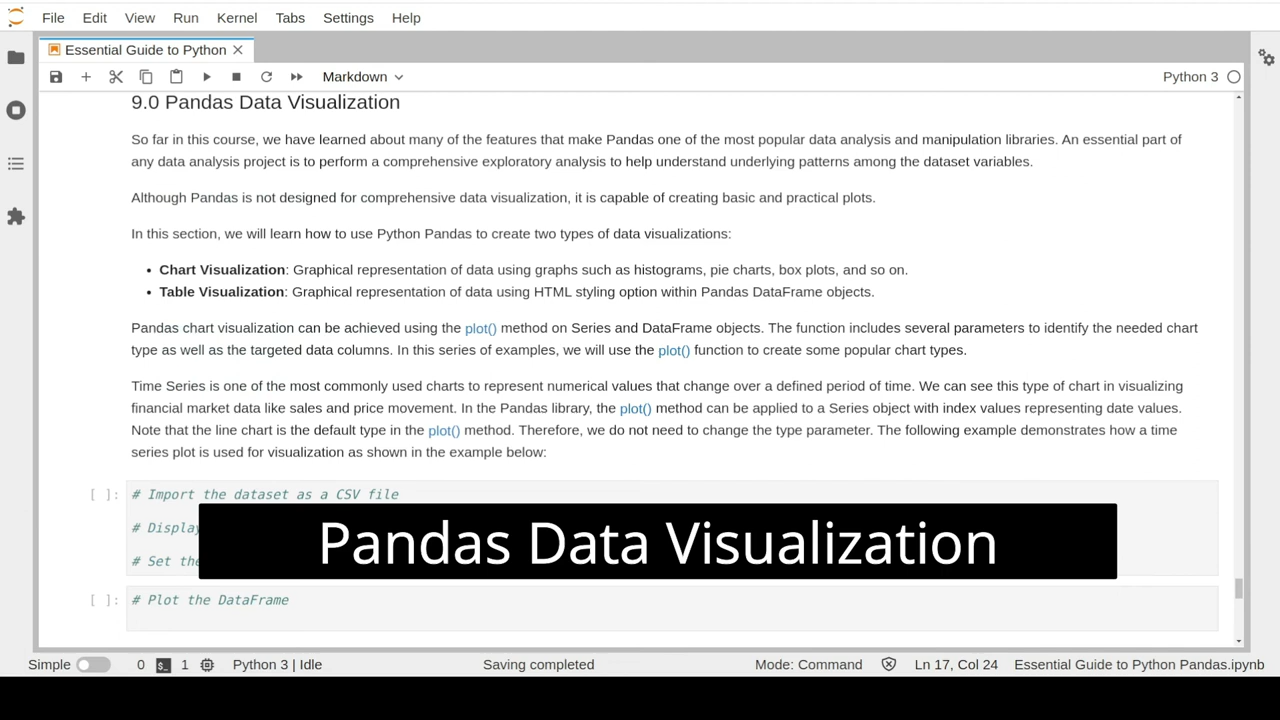 File Edit View Run Kernel Tabs Settings Help
Essential Guide to Python
Markdown Python 3
9.0 Pandas Data Visualization
So far in this course, we have learned about many of the features that make Pandas one of the most popular data analysis and manipulation libraries. An essential part of
any data analysis project is to perform a comprehensive exploratory analysis to help understand underlying patterns among the dataset variables.
Although Pandas is not designed for comprehensive data visualization, it is capable of creating basic and practical plots.
In this section, we will learn how to use Python Pandas to create two types of data visualizations:
• Chart Visualization: Graphical representation of data using graphs such as histograms, pie charts, box plots, and so on.
• Table Visualization: Graphical representation of data using HTML styling option within Pandas DataFrame objects.
Pandas chart visualization can be achieved using the plot() method on Series and DataFrame objects. The function includes several parameters to identify the needed chart
type as well as the targeted data columns. In this series of examples, we will use the plot() function to create some popular chart types.
Time Series is one of the most commonly used charts to represent numerical values that change over a defined period of time. We can see this type of chart in visualizing
financial market data like sales and price movement. In the Pandas library, the plot() method can be applied to a Series object with index values representing date values.
Note that the line chart is the default type in the plot() method. Therefore, we do not need to change the type parameter. The following example demonstrates how a time
series plot is used for visualization as shown in the example below:
[ ]: # Import the dataset as a CSV file
# Display
# Set the
Pandas Data Visualization
[ ]: # Plot the DataFrame
Simple 0 1 Python 3 | Idle Saving completed Mode: Command Ln 17, Col 24 Essential Guide to Python Pandas.ipynb